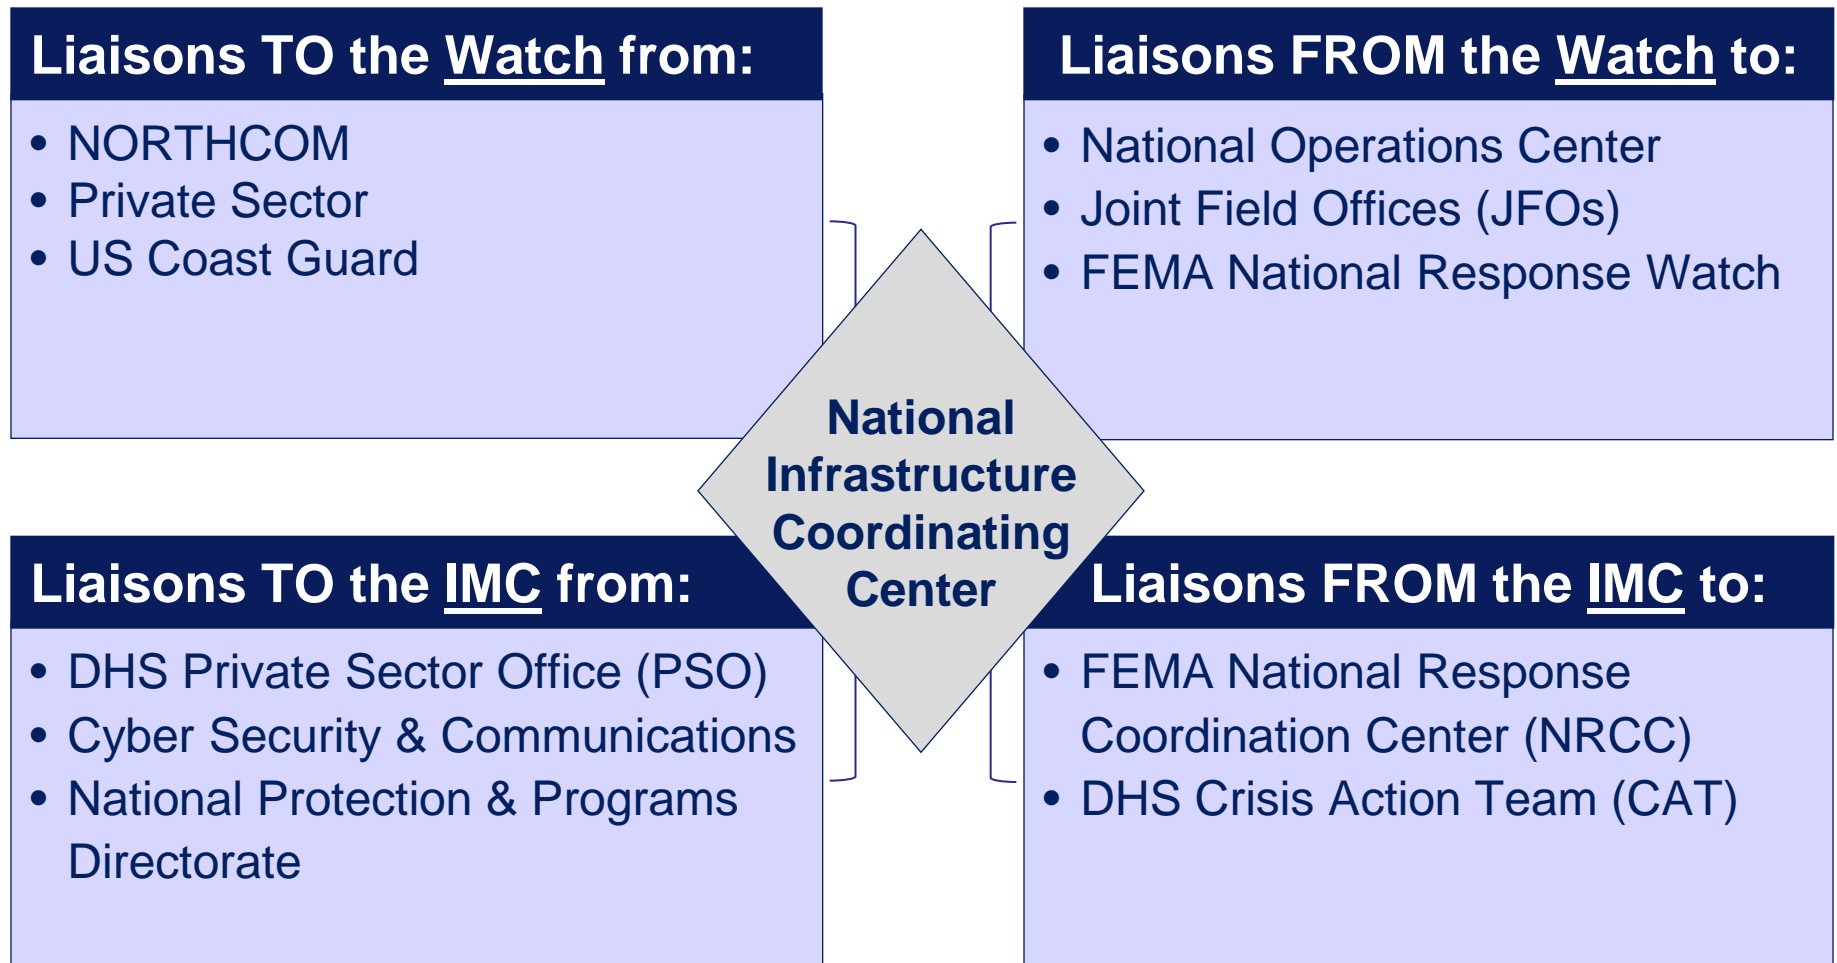 Liaisons TO the Watch from:
• NORTHCOM
• Private Sector
• US Coast Guard
Liaisons FROM the Watch to:
• National Operations Center
• Joint Field Offices (JFOs)
• FEMA National Response Watch
National
Infrastructure
Coordinating
Center
Liaisons TO the IMC from:
• DHS Private Sector Office (PSO)
• Cyber Security & Communications
• National Protection & Programs
Directorate
Liaisons FROM the IMC to:
• FEMA National Response
Coordination Center (NRCC)
• DHS Crisis Action Team (CAT)